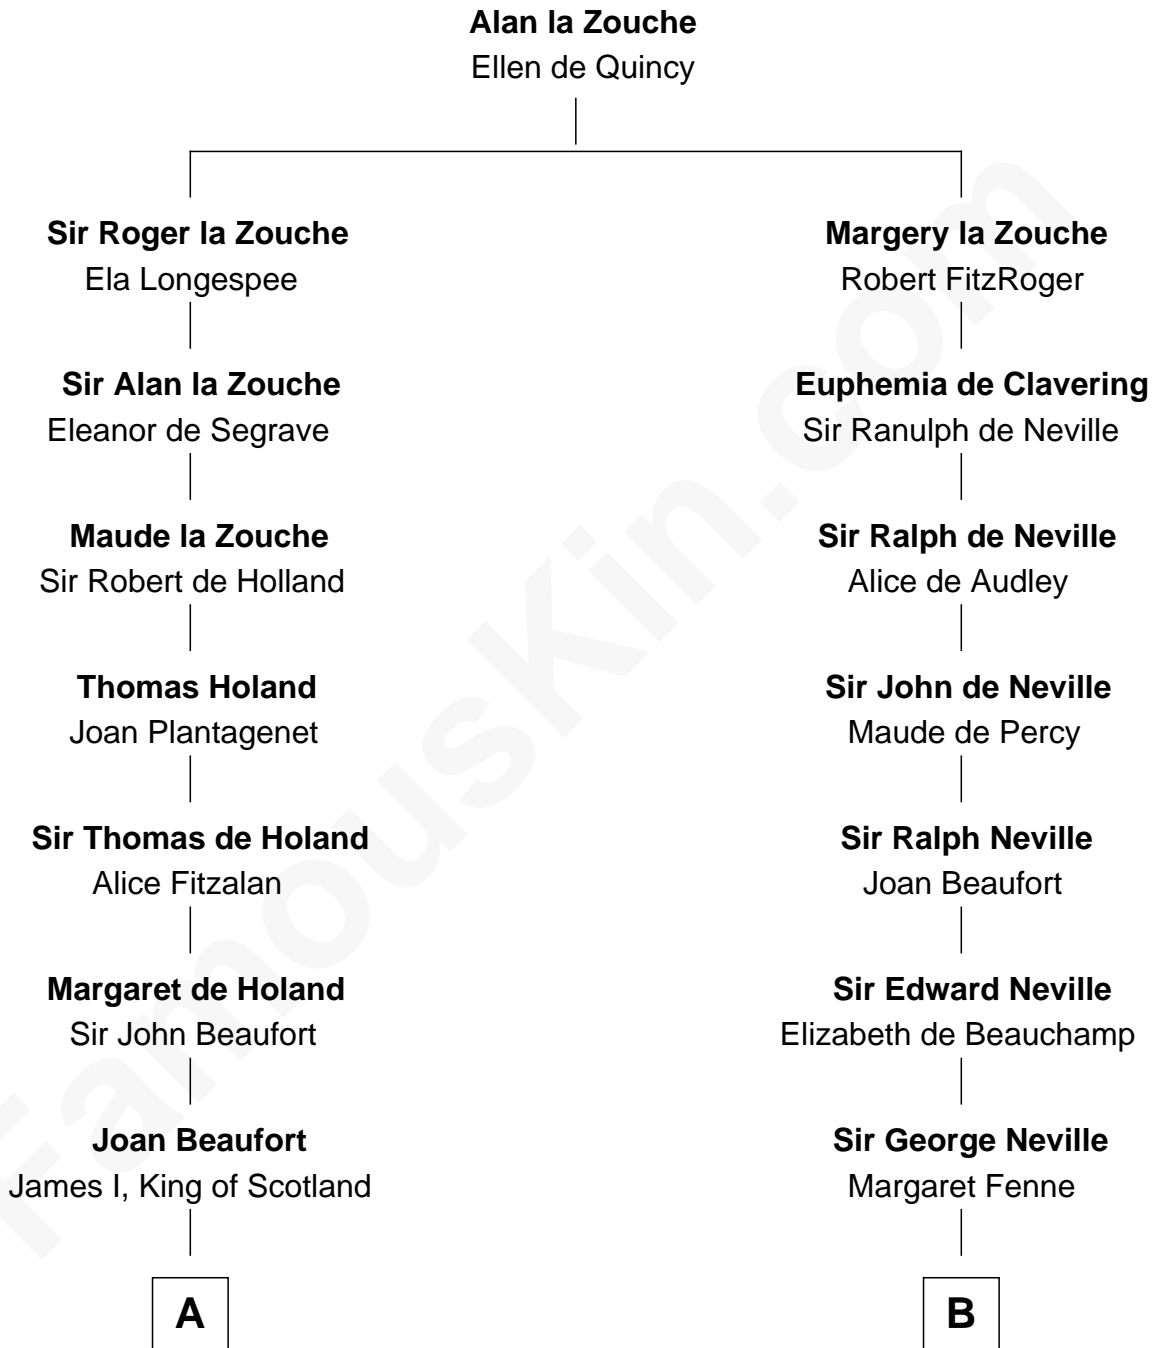 Alan la Zouche
Ellen de Quincy
Sir Roger la Zouche
Ela Longespee
Margery la Zouche
Robert FitzRoger
Sir Alan la Zouche
Eleanor de Segrave
Euphemia de Clavering
Sir Ranulph de Neville
Maude la Zouche
Sir Robert de Holland
Sir Ralph de Neville
Alice de Audley
Thomas Holand
Joan Plantagenet
Sir John de Neville
Maude de Percy
Sir Thomas de Holand
Alice Fitzalan
Sir Ralph Neville
Joan Beaufort
Margaret de Holand
Sir John Beaufort
Sir Edward Neville
Elizabeth de Beauchamp
Joan Beaufort
James I, King of Scotland
Sir George Neville
Margaret Fenne
A
B
FamousKin.com